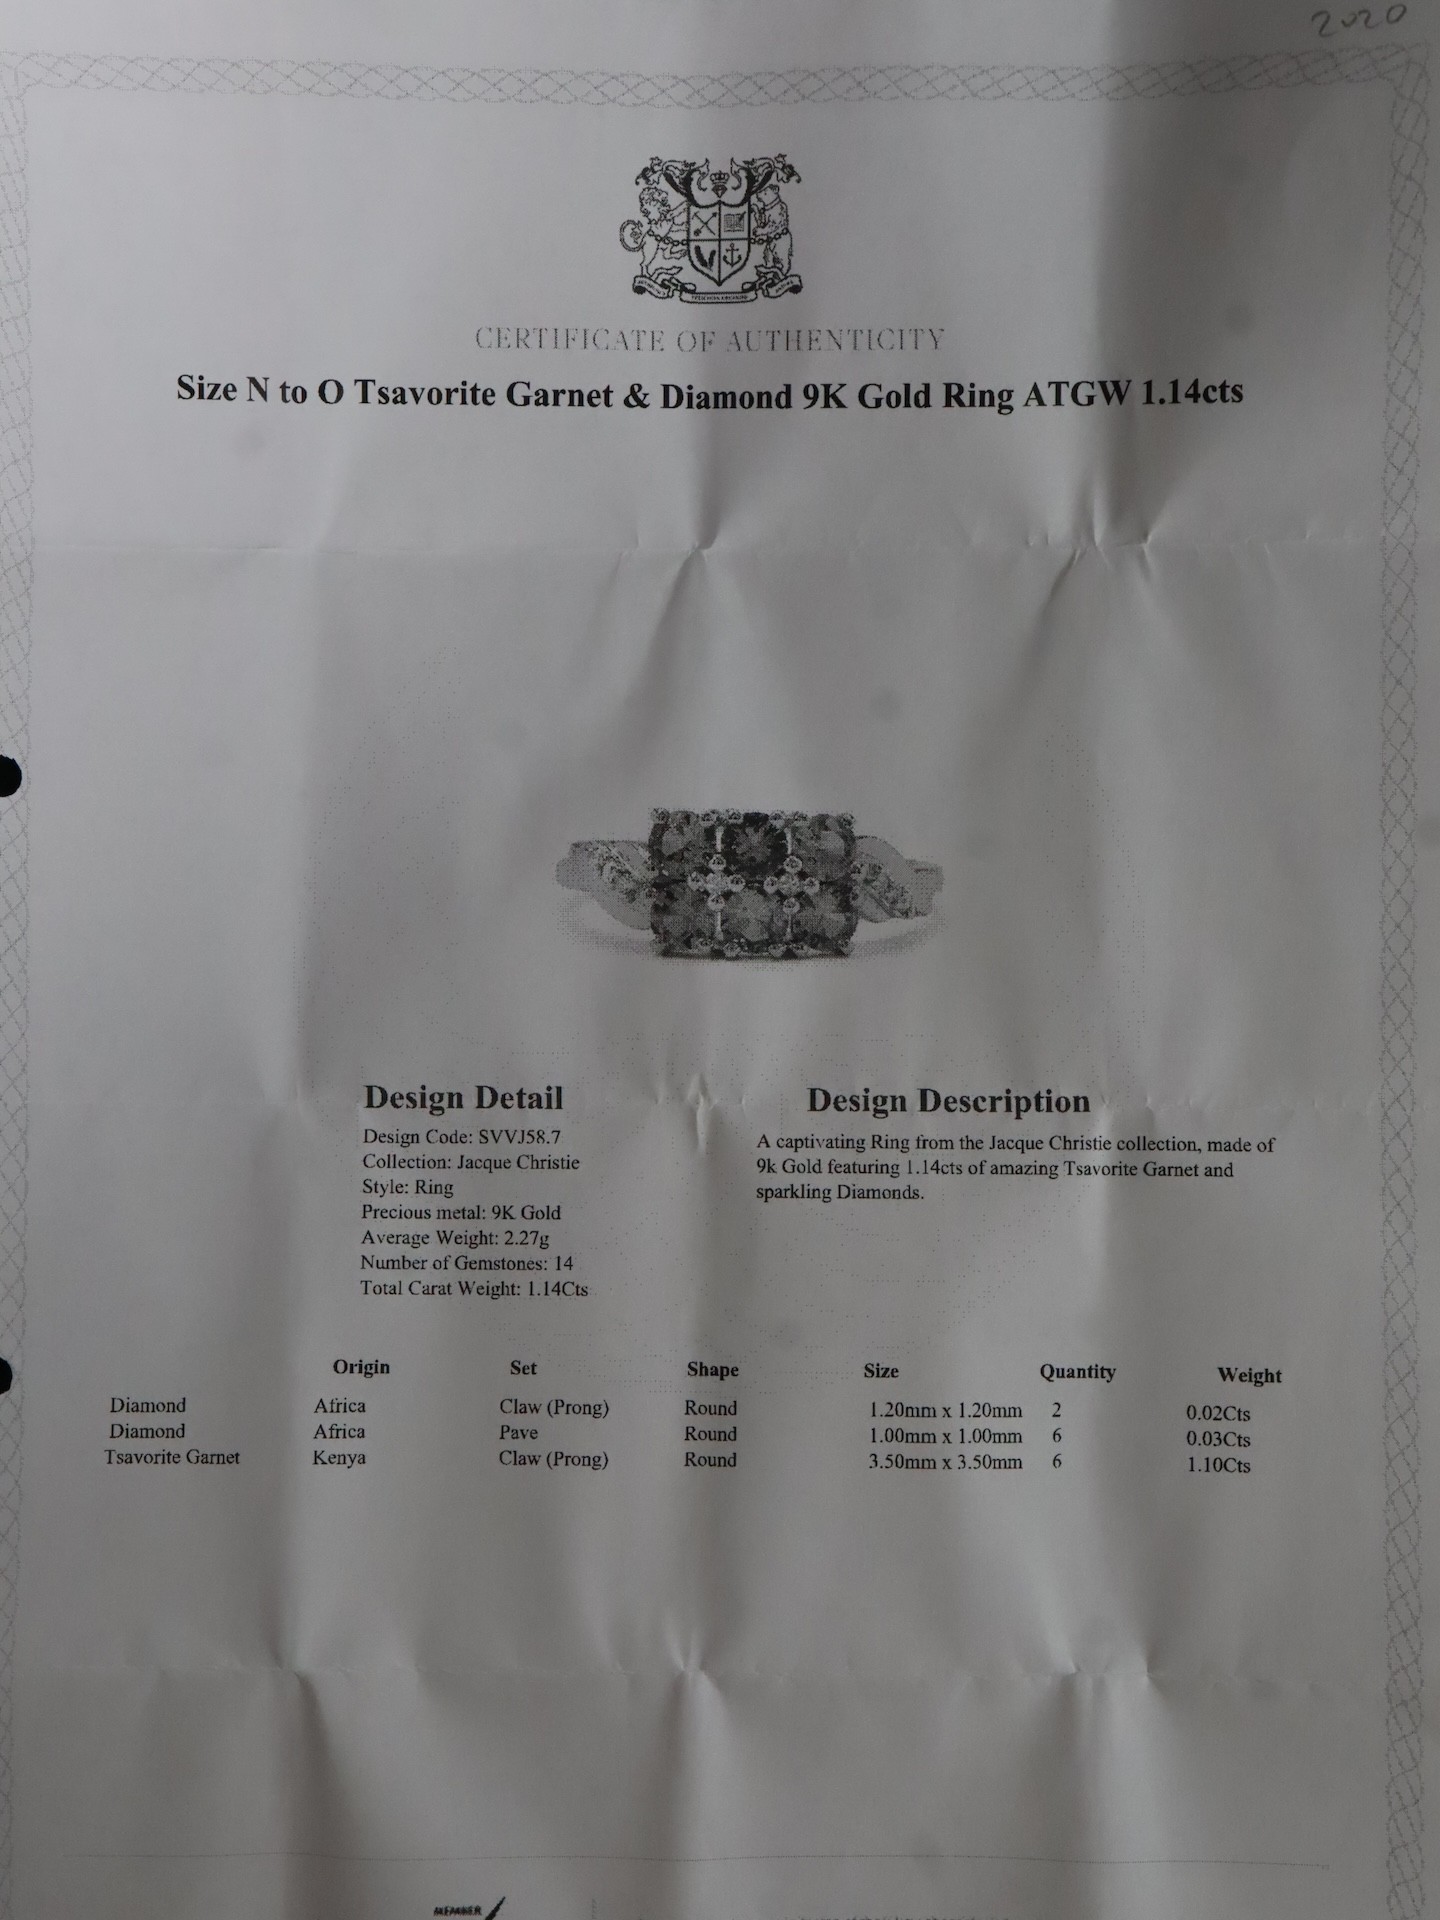 2020
CERTIFICATE OF AUTHENTICITY
Size N to O Tsavorite Garnet & Diamond 9K Gold Ring ATGW 1.14cts
Design Detail
Design Code: SVVJ58.7
Collection: Jacque Christie
Style: Ring
Precious metal: 9K Gold
Average Weight: 2.27g
Number of Gemstones: 14
Total Carat Weight: 1.14Cts
Design Description
A captivating Ring from the Jacque Christie collection, made of
9k Gold featuring 1.14cts of amazing Tsavorite Garnet and
sparkling Diamonds.
Origin Set Shape Size Quantity Weight
Diamond Africa Claw (Prong) Round 1.20mm x 1.20mm 2 0.02Cts
Diamond Africa Pave Round 1.00mm x 1.00mm 6 0.03Cts
Tsavorite Garnet Kenya Claw (Prong) Round 3.50mm x 3.50mm 6 1.10Cts
MEMBER